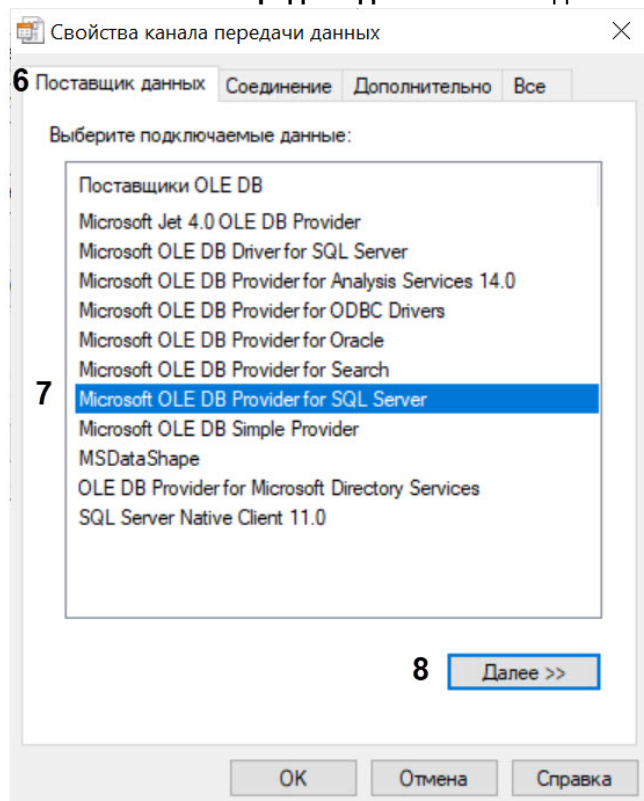 Свойства канала передачи данных
6 Поставщик данных Соединение Дополнительно Все
Выберите подключаемые данные:
Поставщики OLE DB
Microsoft Jet 4.0 OLE DB Provider
Microsoft OLE DB Driver for SQL Server
Microsoft OLE DB Provider for Analysis Services 14.0
Microsoft OLE DB Provider for ODBC Drivers
Microsoft OLE DB Provider for Oracle
Microsoft OLE DB Provider for Search
7 Microsoft OLE DB Provider for SQL Server
Microsoft OLE DB Simple Provider
MSDataShape
OLE DB Provider for Microsoft Directory Services
SQL Server Native Client 11.0
8 Далее >>
ОК Отмена Справка